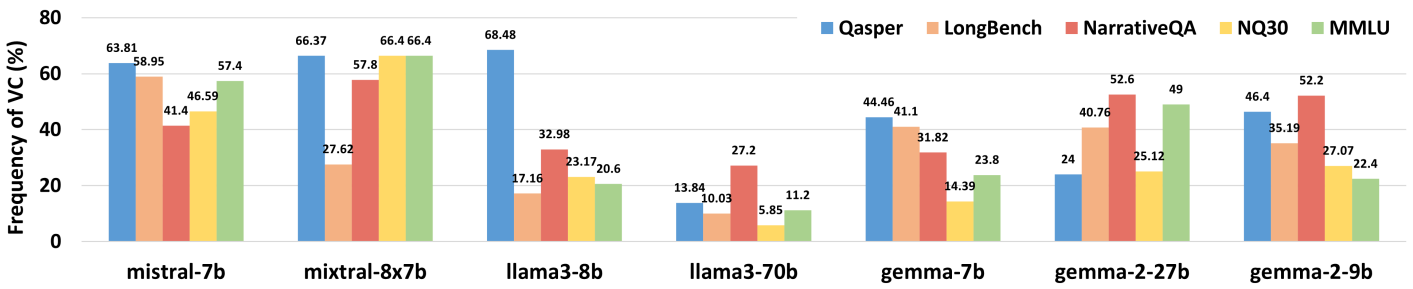 Frequency of VC (%)
80
60
40
20
0
Qasper LongBench NarrativeQA NQ30 MMLU
63.81 58.95 41.4 46.59 57.4
66.37 27.62 57.8 66.4 66.4
68.48 17.16 32.98 23.17 20.6
13.84 10.03 27.2 5.85 11.2
44.46 41.1 31.82 14.39 23.8
24 40.76 52.6 25.12 49
46.4 35.19 52.2 27.07 22.4
mistral-7b mixtral-8x7b llama3-8b llama3-70b gemma-7b gemma-2-27b gemma-2-9b